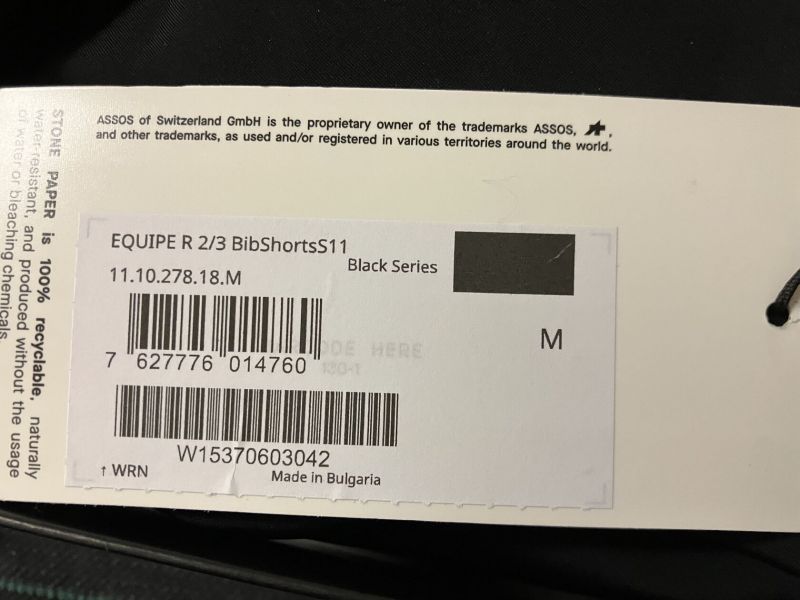 ASSOS of Switzerland GmbH is the proprietary owner of the trademarks ASSOS, ,
and other trademarks, as used and/or registered in various territories around the world.
STONE PAPER is 100% recyclable, naturally
water-resistant, and produced without the usage
of water or bleaching chemicals
EQUIPE R 2/3 BibShortsS11
Black Series
11.10.278.18.M
M
HERE
7 627776 014760
W15370603042
↑ WRN
Made in Bulgaria